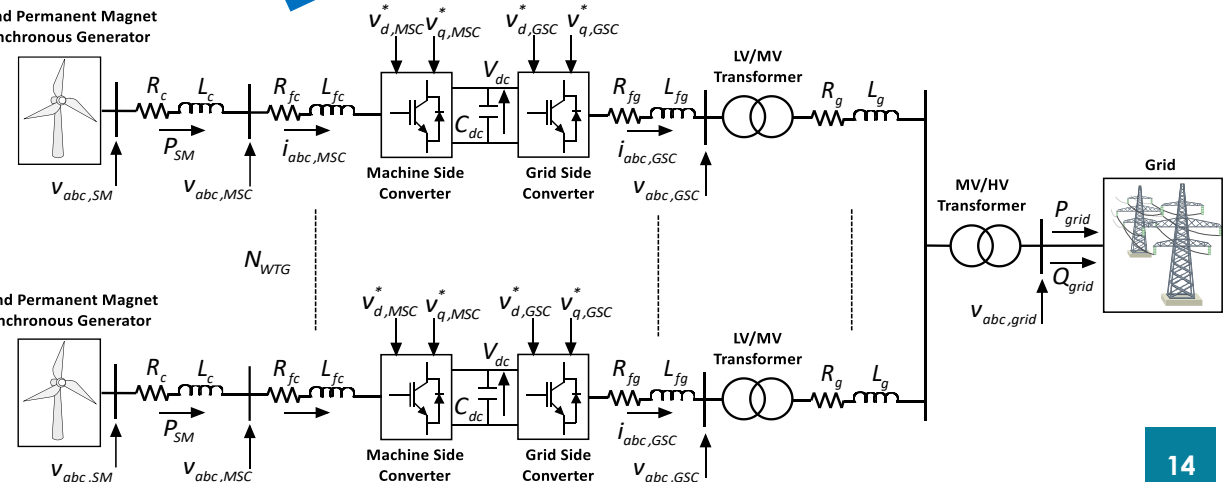 nd Permanent Magnet
nchronous Generator
v*d,MSC v*q,MSC v*d,GSC v*q,GSC
LV/MV
Transformer
Rc Lc Rfc Lfc Vdc Rfg Lfg Rg Lg
Cdc
PSM iabc,MSC iabc,GSC
Machine Side
Converter
Grid Side
Converter
vabc,SM vabc,MSC vabc,GSC
MV/HV
Transformer
Grid
Pgrid
Qgrid
vabc,grid
NWTG
nd Permanent Magnet
nchronous Generator
v*d,MSC v*q,MSC v*d,GSC v*q,GSC
LV/MV
Transformer
Rc Lc Rfc Lfc Vdc Rfg Lfg Rg Lg
Cdc
PSM iabc,GSC
Machine Side
Converter
Grid Side
Converter
vabc,SM vabc,MSC vabc,GSC
14